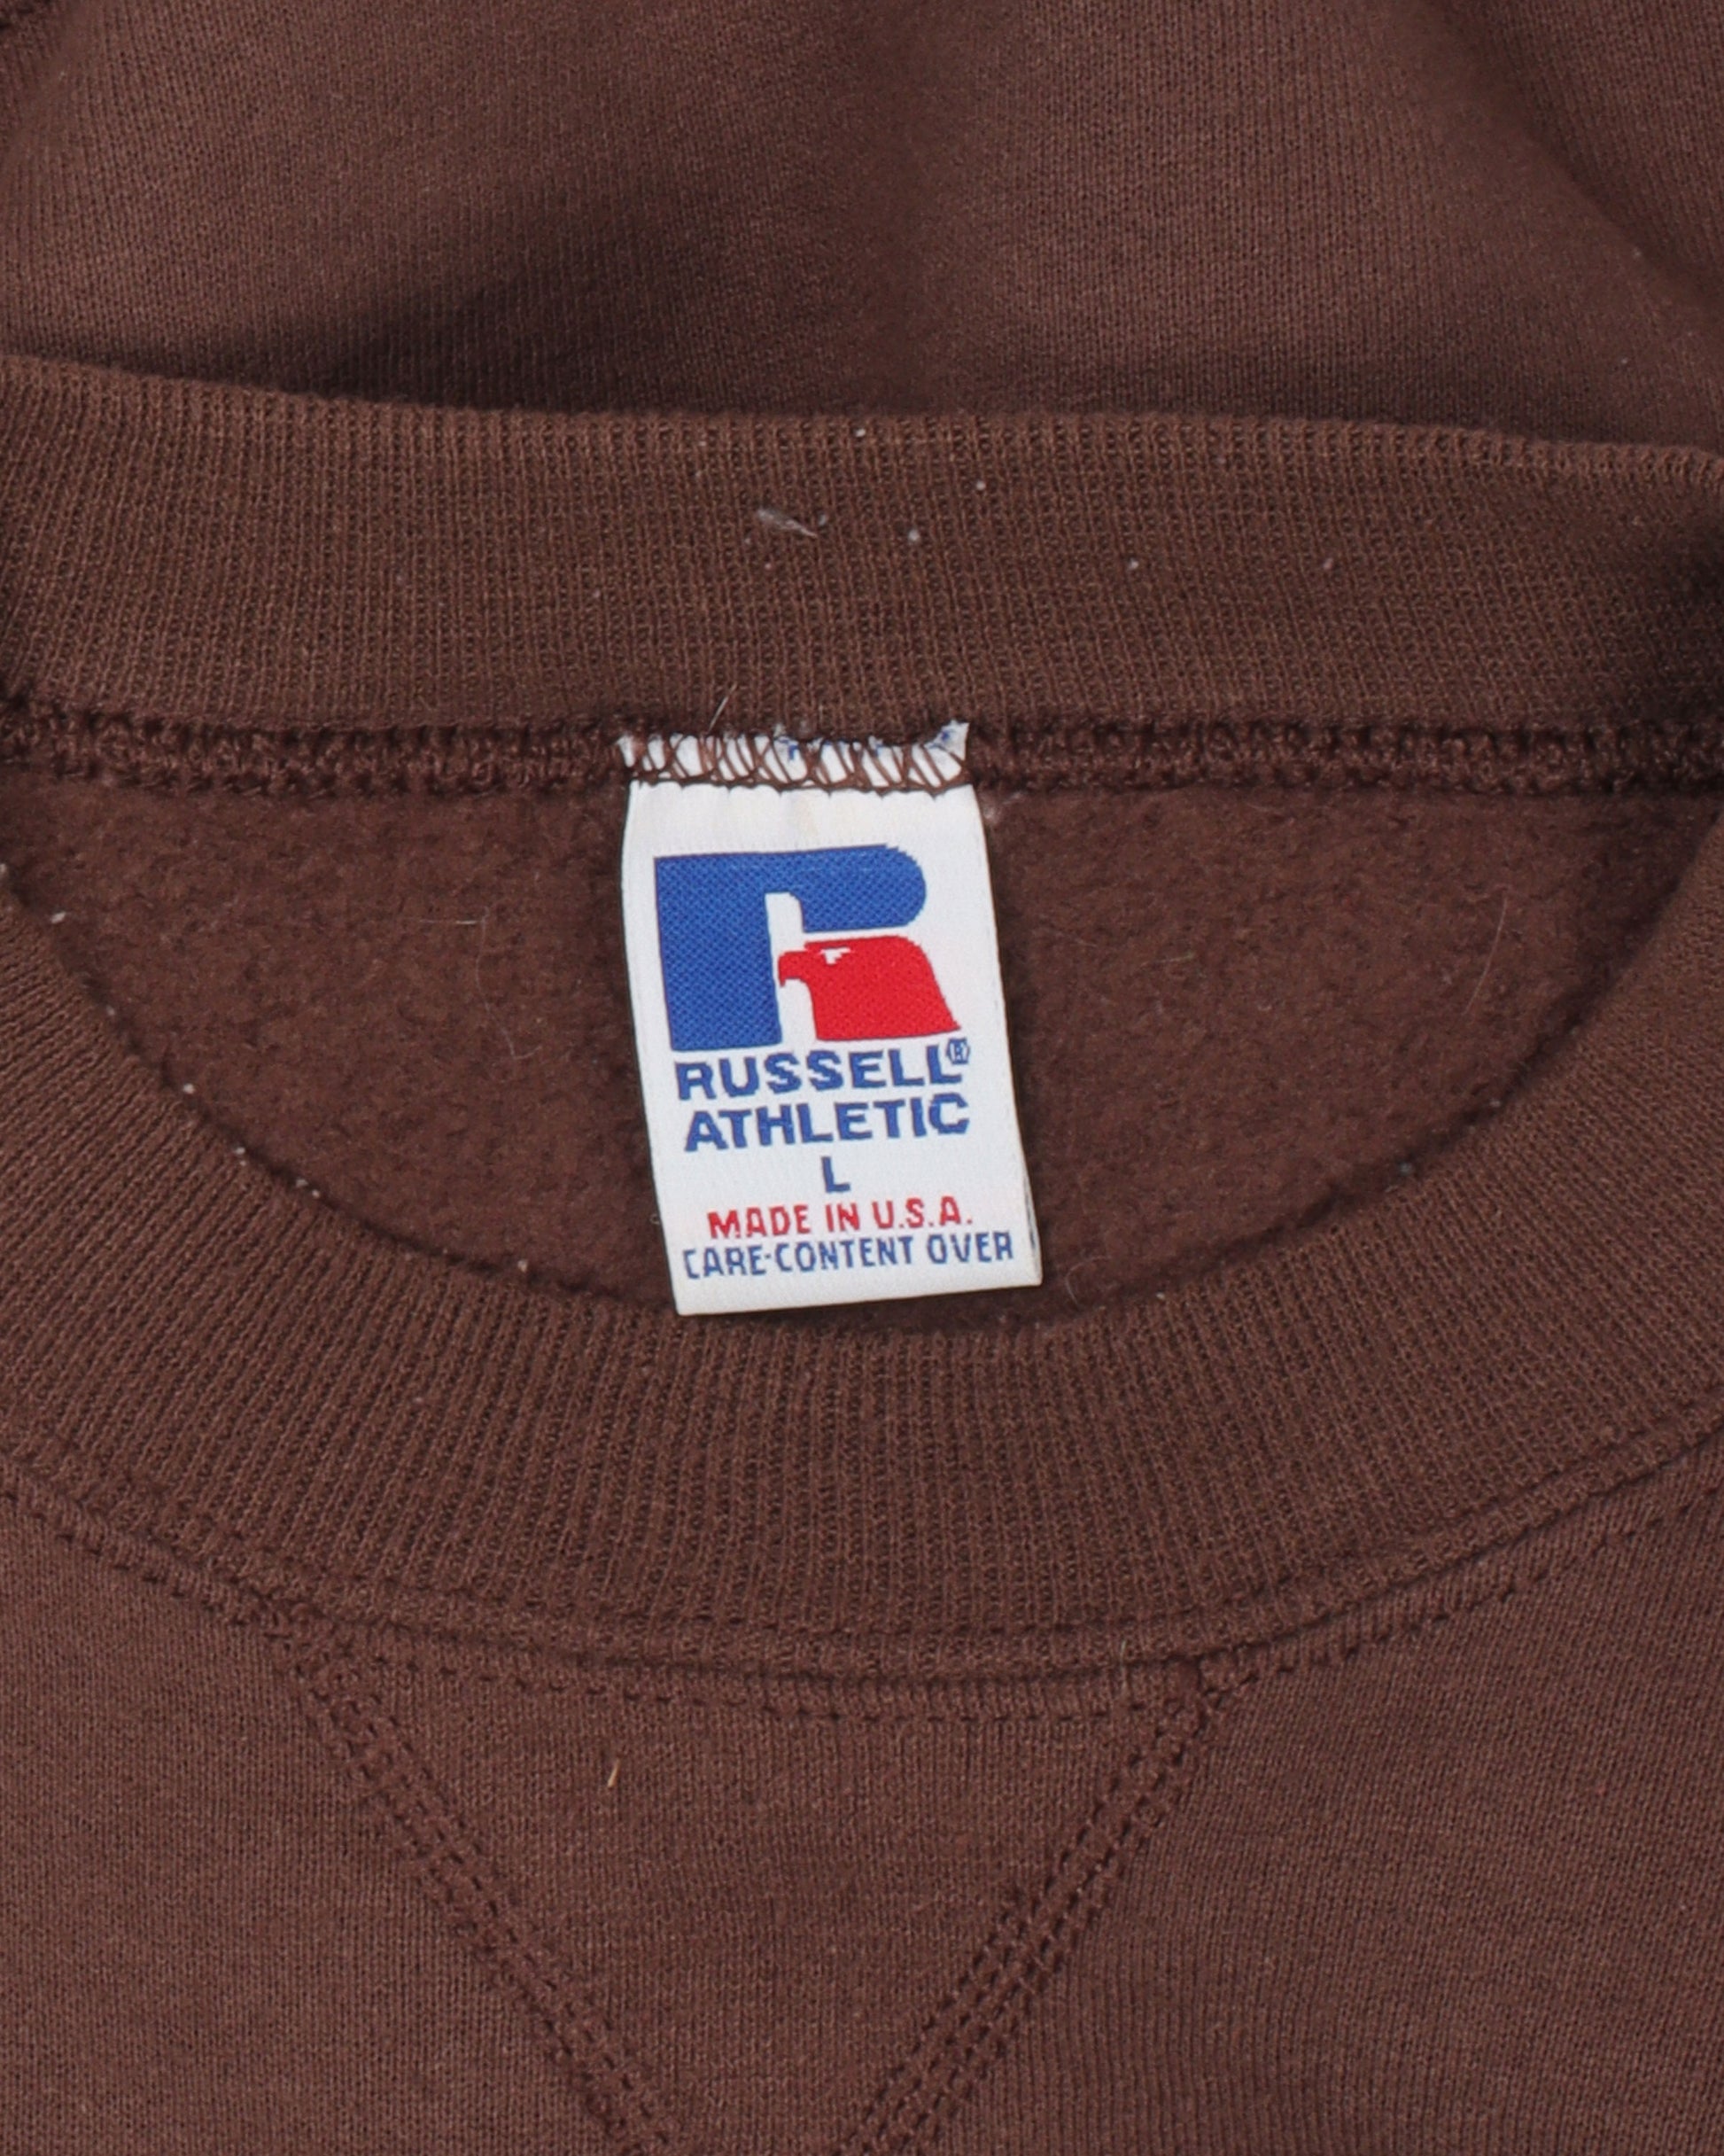 RUSSELL®
ATHLETIC
L
MADE IN U.S.A.
CARE-CONTENT OVER